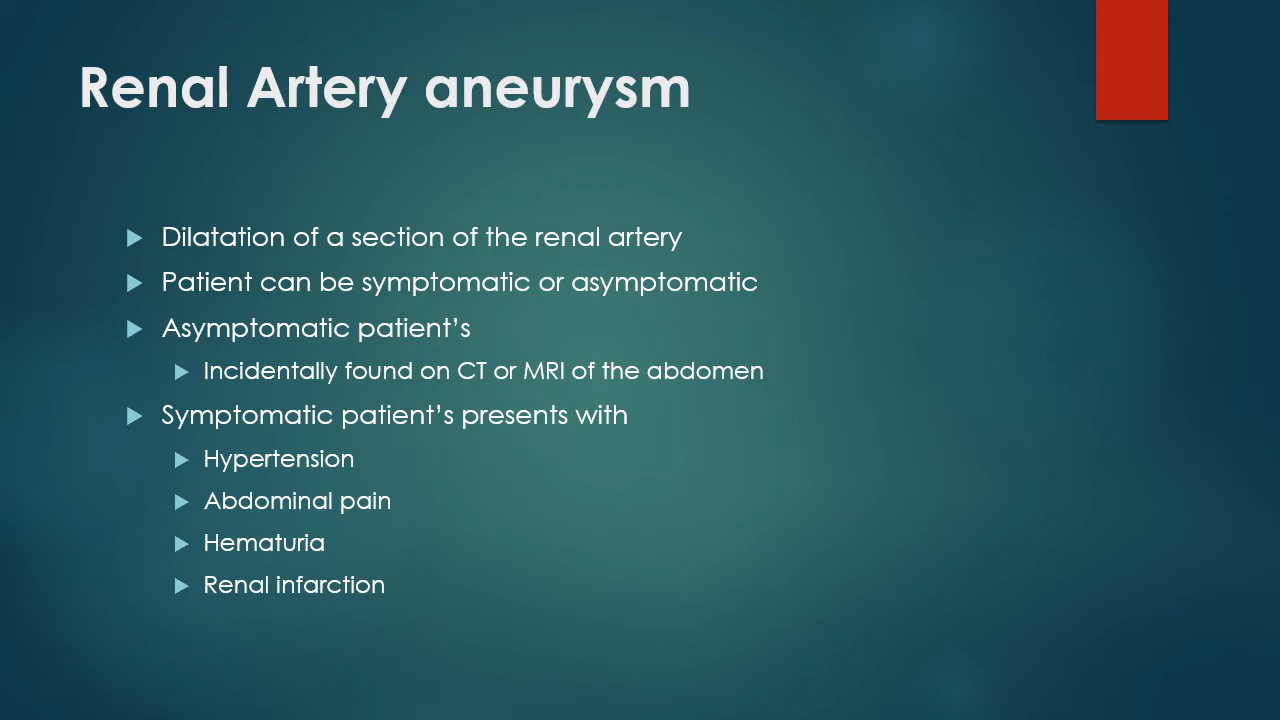 Renal Artery aneurysm
Dilatation of a section of the renal artery
Patient can be symptomatic or asymptomatic
Asymptomatic patient’s
Incidentally found on CT or MRI of the abdomen
Symptomatic patient’s presents with
Hypertension
Abdominal pain
Hematuria
Renal infarction